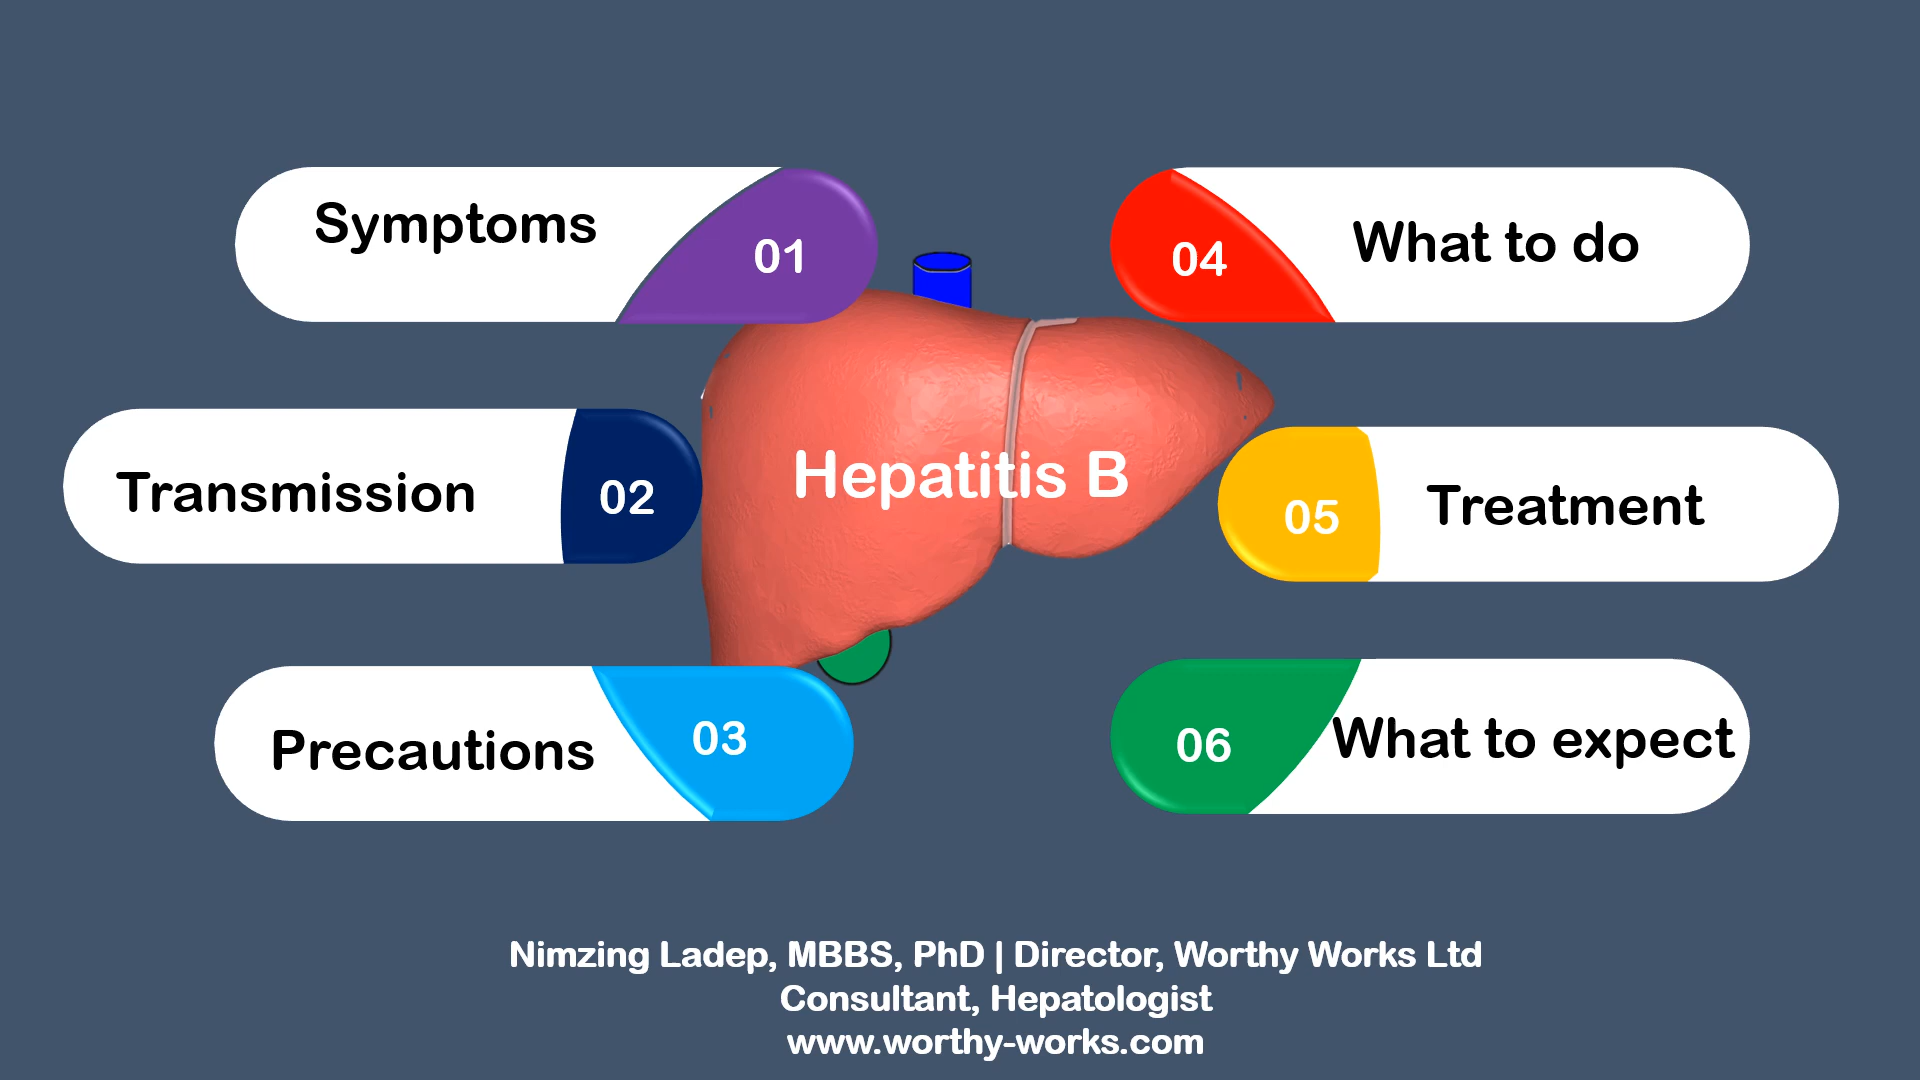 Symptoms
01
Transmission
02
Precautions
03
Hepatitis B
04
What to do
05
Treatment
06
What to expect
Nimzing Ladep, MBBS, PhD | Director, Worthy Works Ltd
Consultant, Hepatologist
www.worthy-works.com